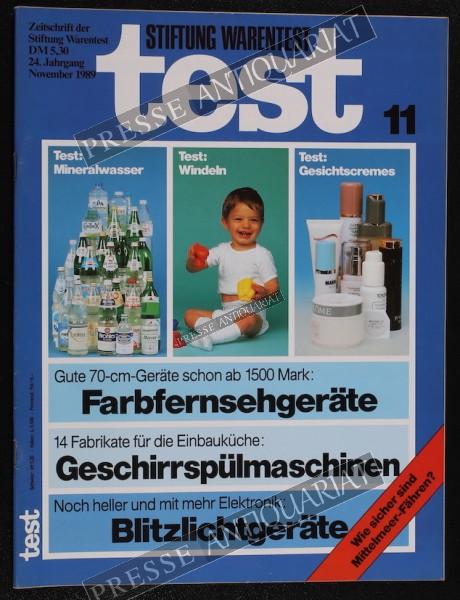 Zeitschrift der
Stiftung Warentest
DM 5,30
24. Jahrgang
November 1989
STIFTUNG WARENTEST
test
11
Test:
Mineralwasser
Test:
Windeln
Test:
Gesichtscremes
Gute 70-cm-Geräte schon ab 1500 Mark:
Farbfernsehgeräte
14 Fabrikate für die Einbauküche:
Geschirrspülmaschinen
Noch heller und mit mehr Elektronik:
Blitzlichtgeräte
Wie sicher sind
Mittelmeer-Fähren?
test
PRESSE ANTIQUARIAT
PRESSE ANTIQUARIAT
PRESSE ANTIQUARIAT